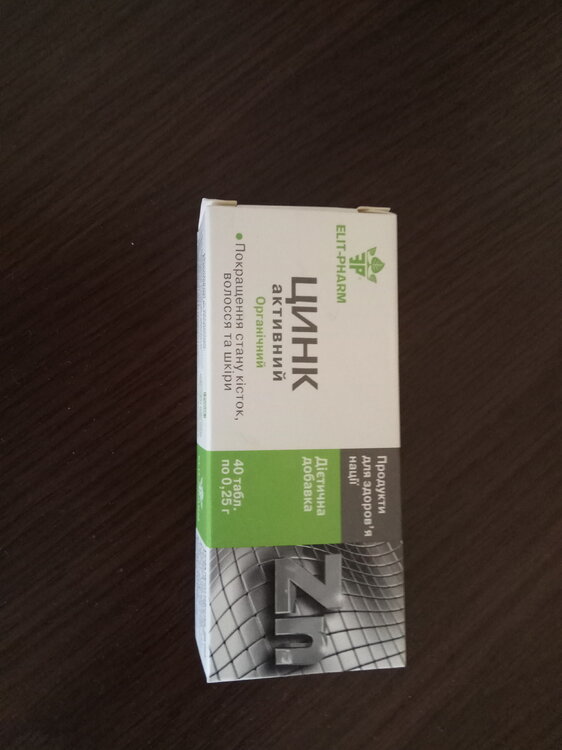 ELIT-PHARM
ЦИНК
активний
Органічний
• Покращення стану кісток,
волосся та шкіри
Продукти
для здоров'я
нації
Дієтична
добавка
40 табл.
по 0,25 г
Zn